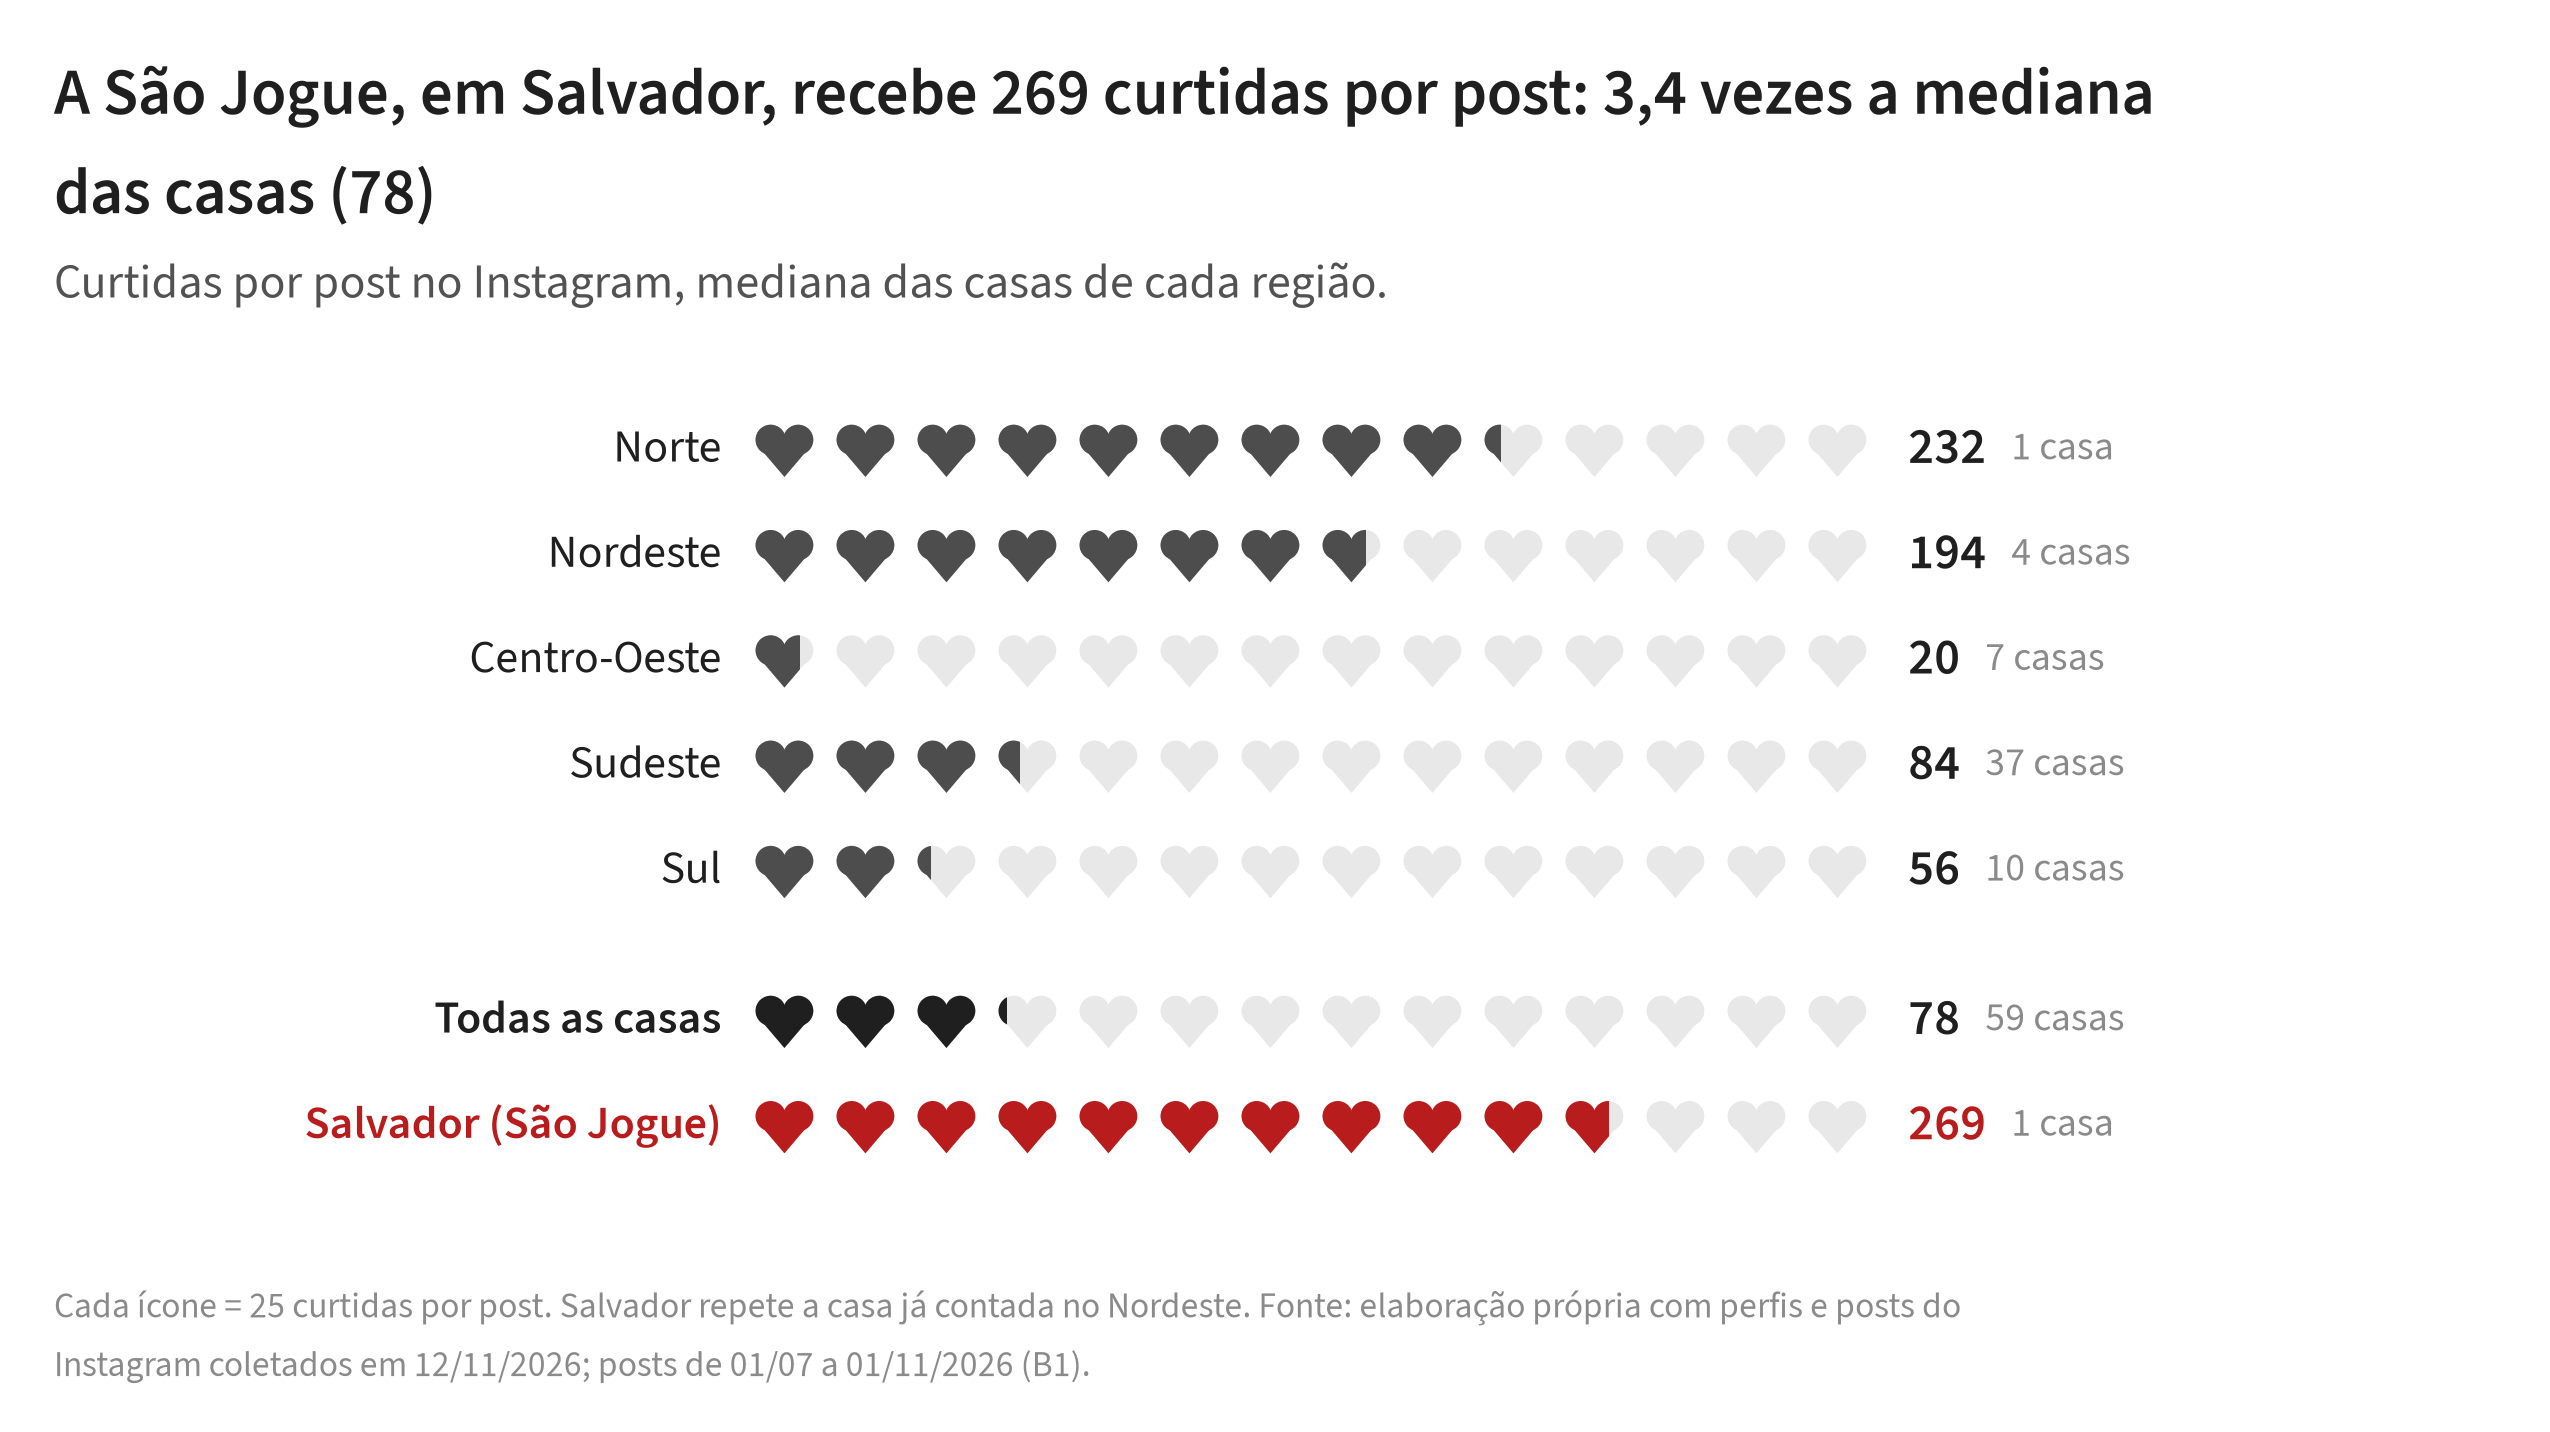 A São Jogue, em Salvador, recebe 269 curtidas por post: 3,4 vezes a mediana
das casas (78)
Curtidas por post no Instagram, mediana das casas de cada região.
Norte 232 1 casa
Nordeste 194 4 casas
Centro-Oeste 20 7 casas
Sudeste 84 37 casas
Sul 56 10 casas
Todas as casas 78 59 casas
Salvador (São Jogue) 269 1 casa
Cada ícone = 25 curtidas por post. Salvador repete a casa já contada no Nordeste. Fonte: elaboração própria com perfis e posts do
Instagram coletados em 12/11/2026; posts de 01/07 a 01/11/2026 (B1).